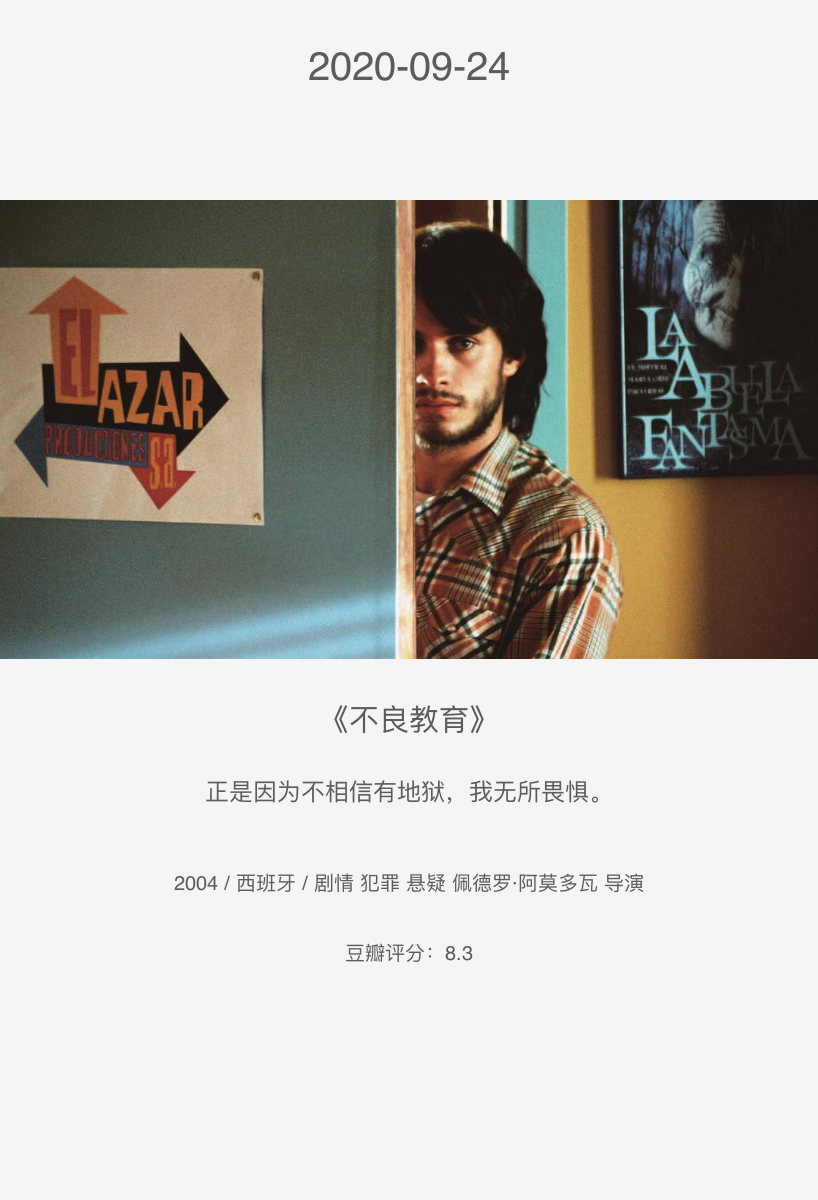 2020-09-24
EL
AZAR
PRODUCCIONES
s.a.
LA
ABUELA
FANTASMA
《不良教育》
正是因为不相信有地狱，我无所畏惧。
2004 / 西班牙 / 剧情 犯罪 悬疑 佩德罗·阿莫多瓦 导演
豆瓣评分：8.3